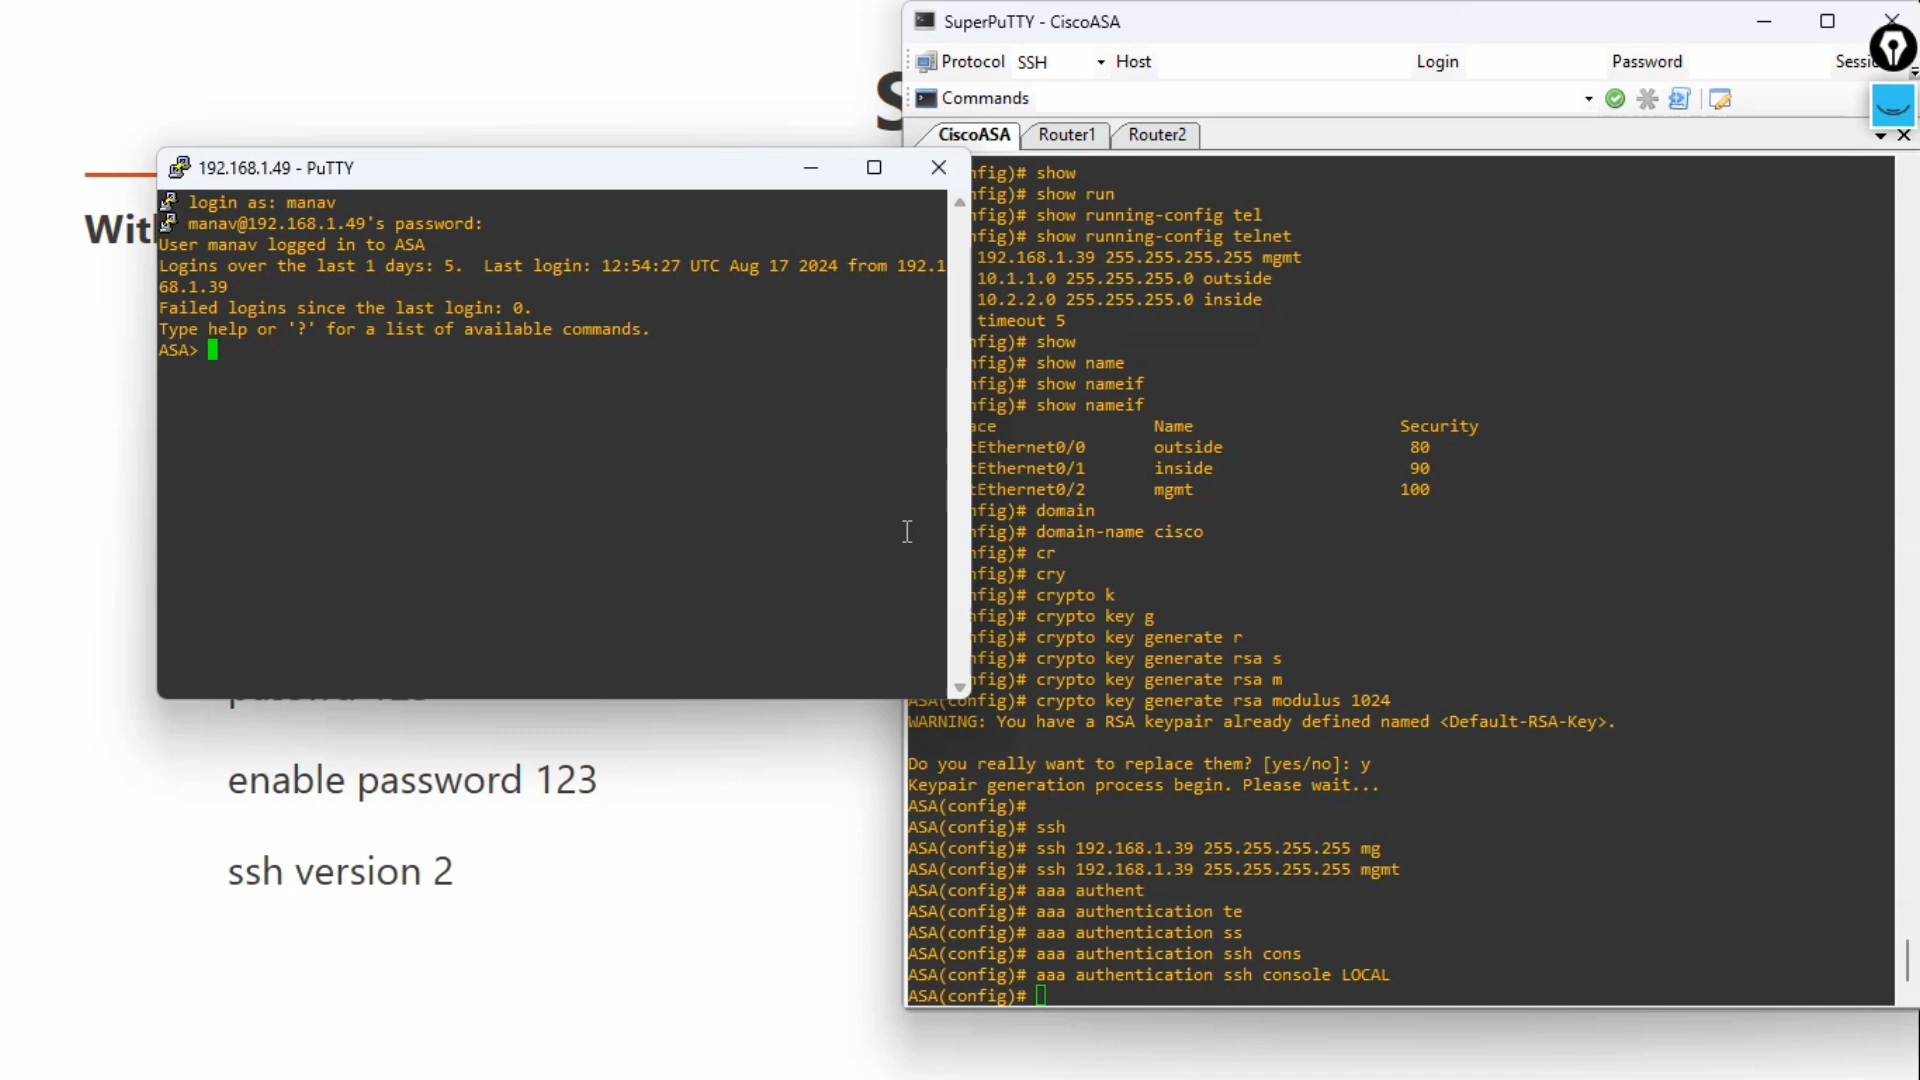 S
With
passwd 123
enable password 123
ssh version 2
192.168.1.49 - PuTTY
login as: manav
manav@192.168.1.49's password:
User manav logged in to ASA
Logins over the last 1 days: 5.  Last login: 12:54:27 UTC Aug 17 2024 from 192.1
68.1.39
Failed logins since the last login: 0.
Type help or '?' for a list of available commands.
ASA>
SuperPuTTY - CiscoASA
Protocol SSH Host Login Password Sessi
Commands
CiscoASA Router1 Router2
nfig)# show
nfig)# show run
nfig)# show running-config tel
nfig)# show running-config telnet
192.168.1.39 255.255.255.255 mgmt
10.1.1.0 255.255.255.0 outside
10.2.2.0 255.255.255.0 inside
timeout 5
nfig)# show
nfig)# show name
nfig)# show nameif
nfig)# show nameif
ace Name Security
tEthernet0/0 outside 80
tEthernet0/1 inside 90
tEthernet0/2 mgmt 100
nfig)# domain
nfig)# domain-name cisco
nfig)# cr
nfig)# cry
nfig)# crypto k
nfig)# crypto key g
nfig)# crypto key generate r
nfig)# crypto key generate rsa s
nfig)# crypto key generate rsa m
ASA(config)# crypto key generate rsa modulus 1024
WARNING: You have a RSA keypair already defined named <Default-RSA-Key>.
Do you really want to replace them? [yes/no]: y
Keypair generation process begin. Please wait...
ASA(config)#
ASA(config)# ssh
ASA(config)# ssh 192.168.1.39 255.255.255.255 mg
ASA(config)# ssh 192.168.1.39 255.255.255.255 mgmt
ASA(config)# aaa authent
ASA(config)# aaa authentication te
ASA(config)# aaa authentication ss
ASA(config)# aaa authentication ssh cons
ASA(config)# aaa authentication ssh console LOCAL
ASA(config)#